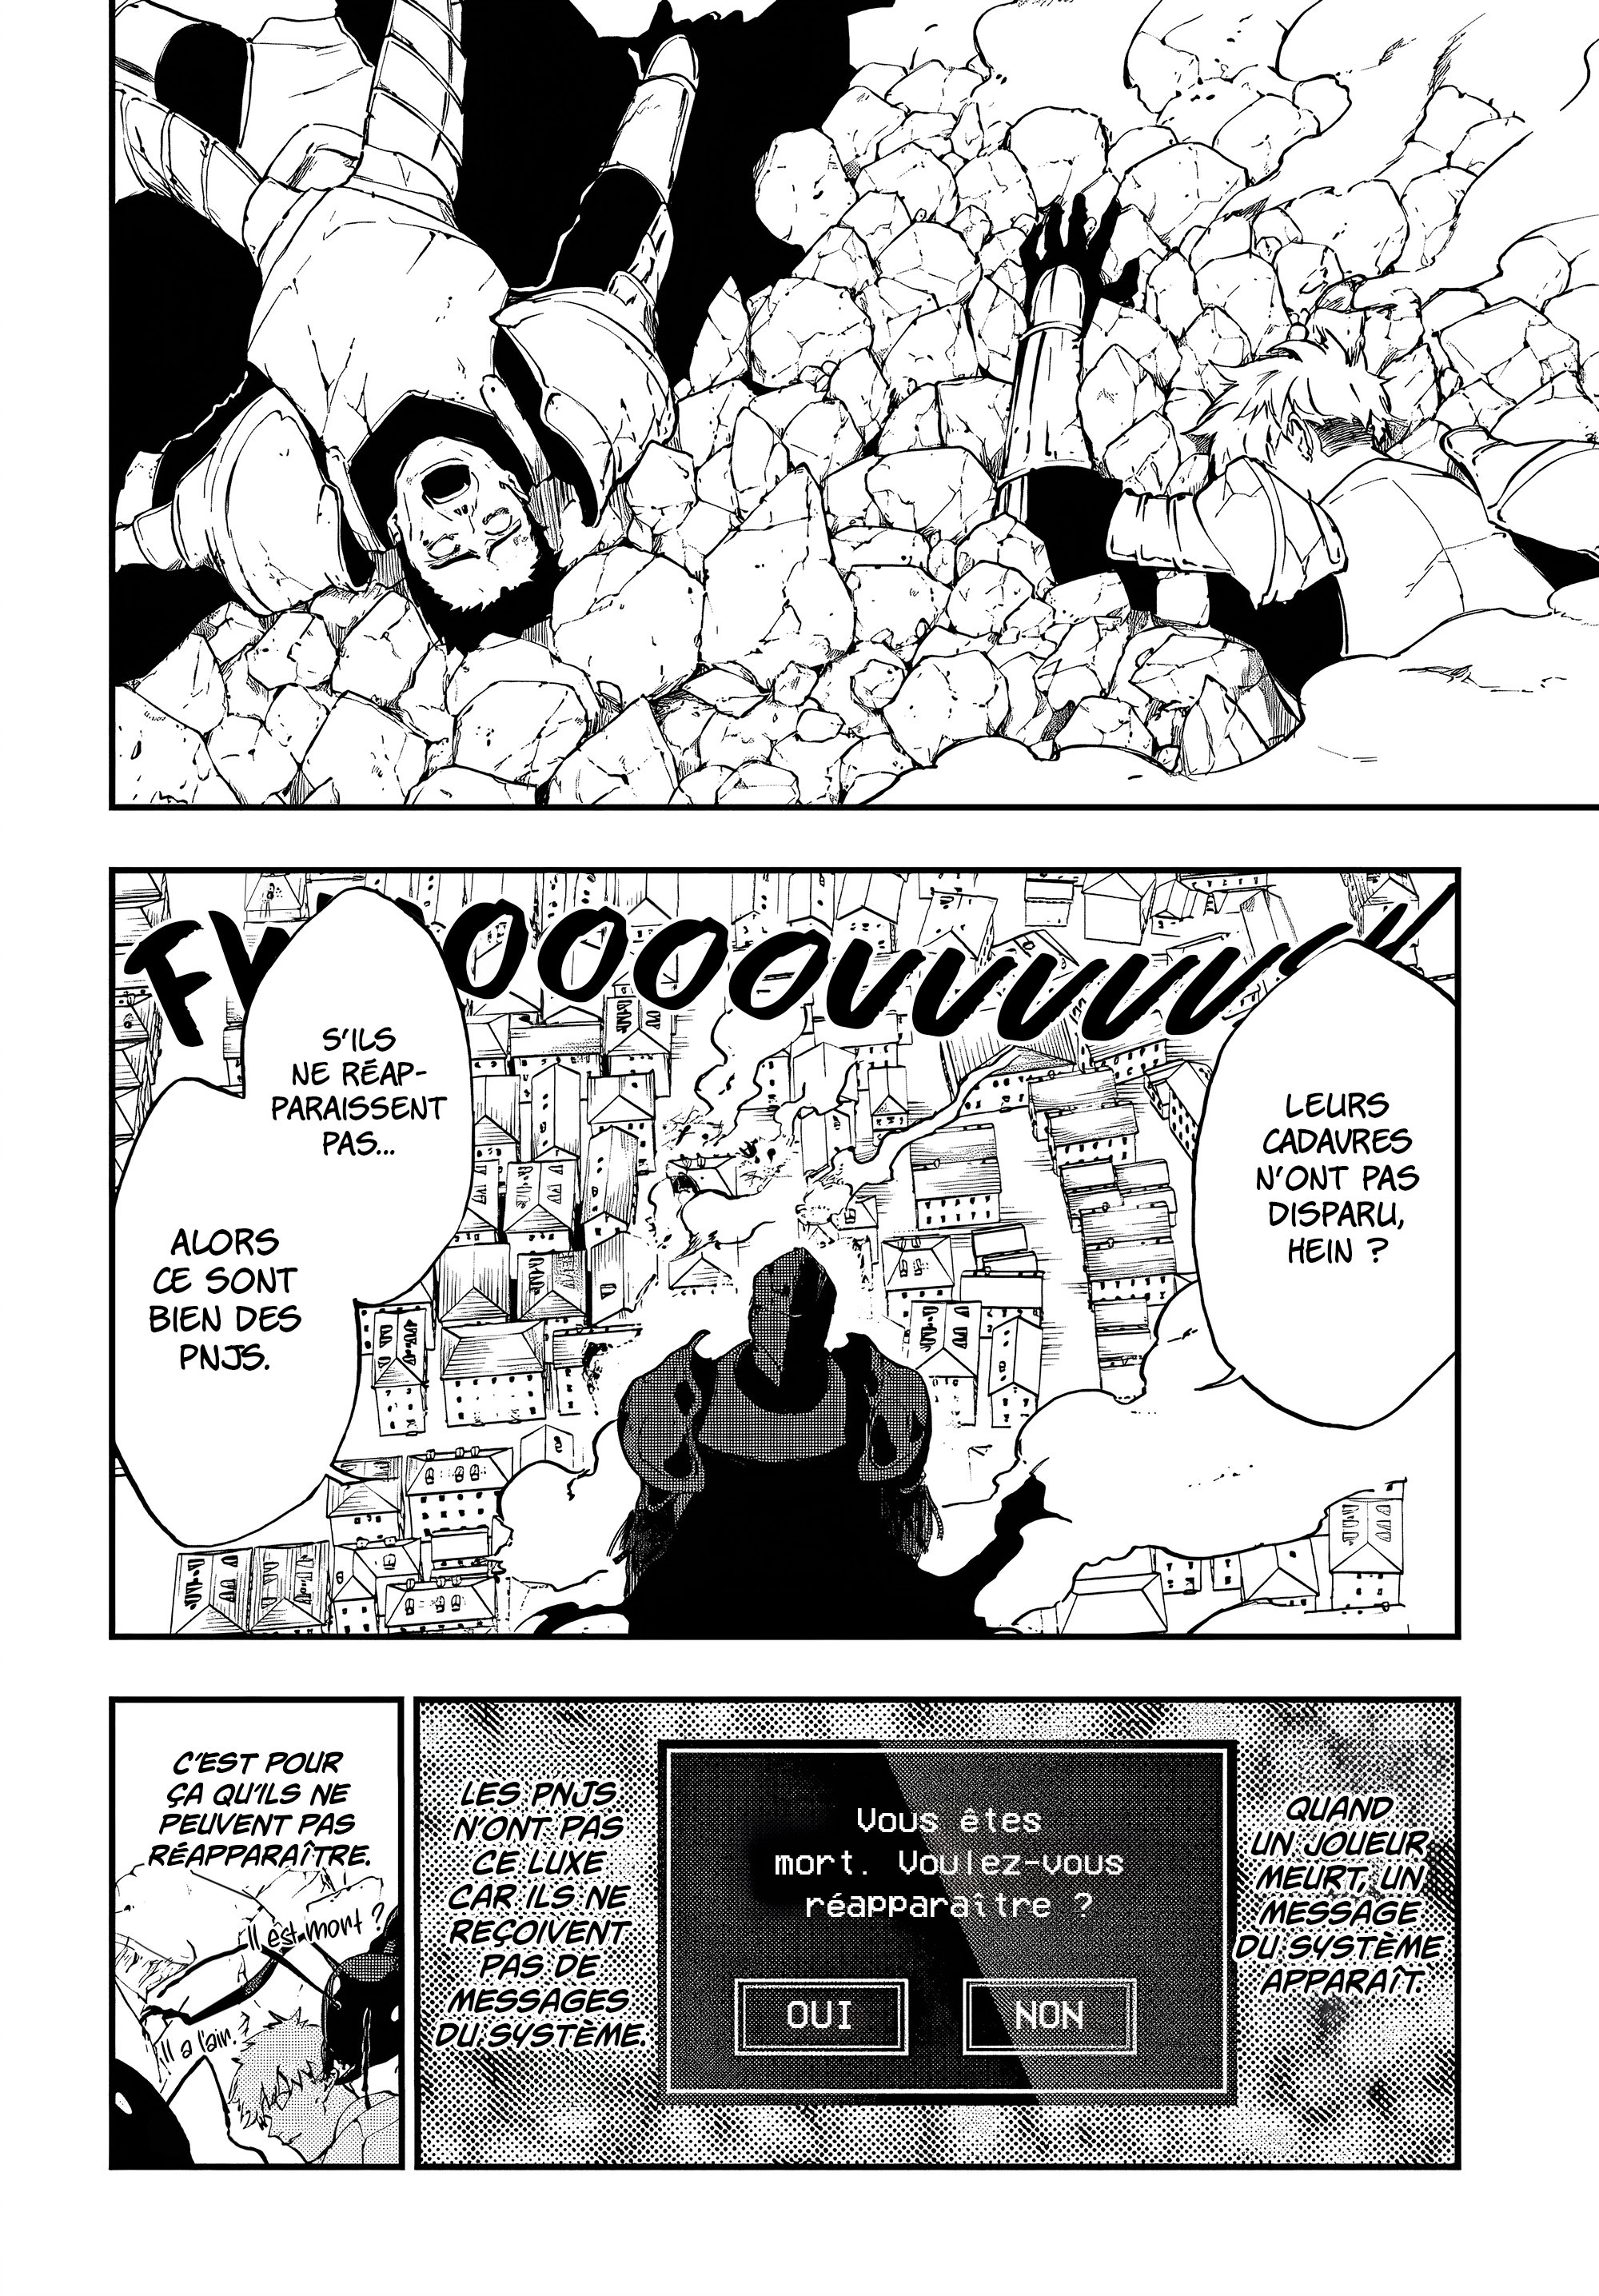 LEURS
CADAVRES
N'ONT PAS
DISPARU,
HEIN ?
S'ILS
NE RÉAP-
PARAISSENT
PAS...
ALORS
CE SONT
BIEN DES
PNJS.
QUAND
UN JOUEUR
MEURT, UN
MESSAGE
DU SYSTÈME
APPARAÎT.
Vous êtes
mort. Voulez-vous
réapparaître ?
OUI
NON
LES PNJS
N'ONT PAS
CE LUXE
CAR ILS NE
REÇOIVENT
PAS DE
MESSAGES
DU SYSTÈME.
C'EST POUR
ÇA QU'ILS NE
PEUVENT PAS
RÉAPPARAÎTRE.
Il est mort ?
Il a l'air.